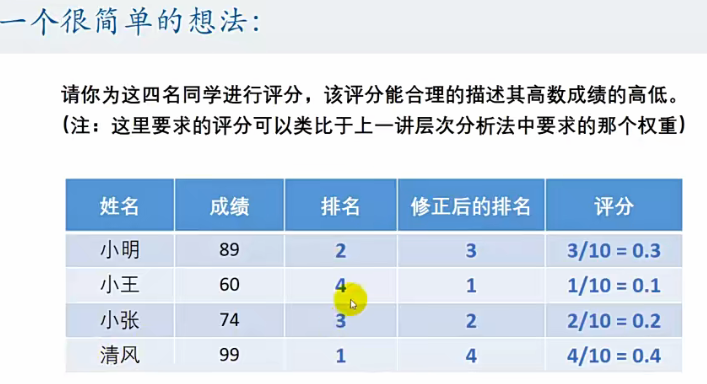 一个很简单的想法:
请你为这四名同学进行评分，该评分能合理的描述其高数成绩的高低。
(注：这里要求的评分可以类比于上一讲层次分析法中要求的那个权重)
姓名 成绩 排名 修正后的排名 评分
小明 89 2 3 3/10 = 0.3
小王 60 4 1 1/10 = 0.1
小张 74 3 2 2/10 = 0.2
清风 99 1 4 4/10 = 0.4